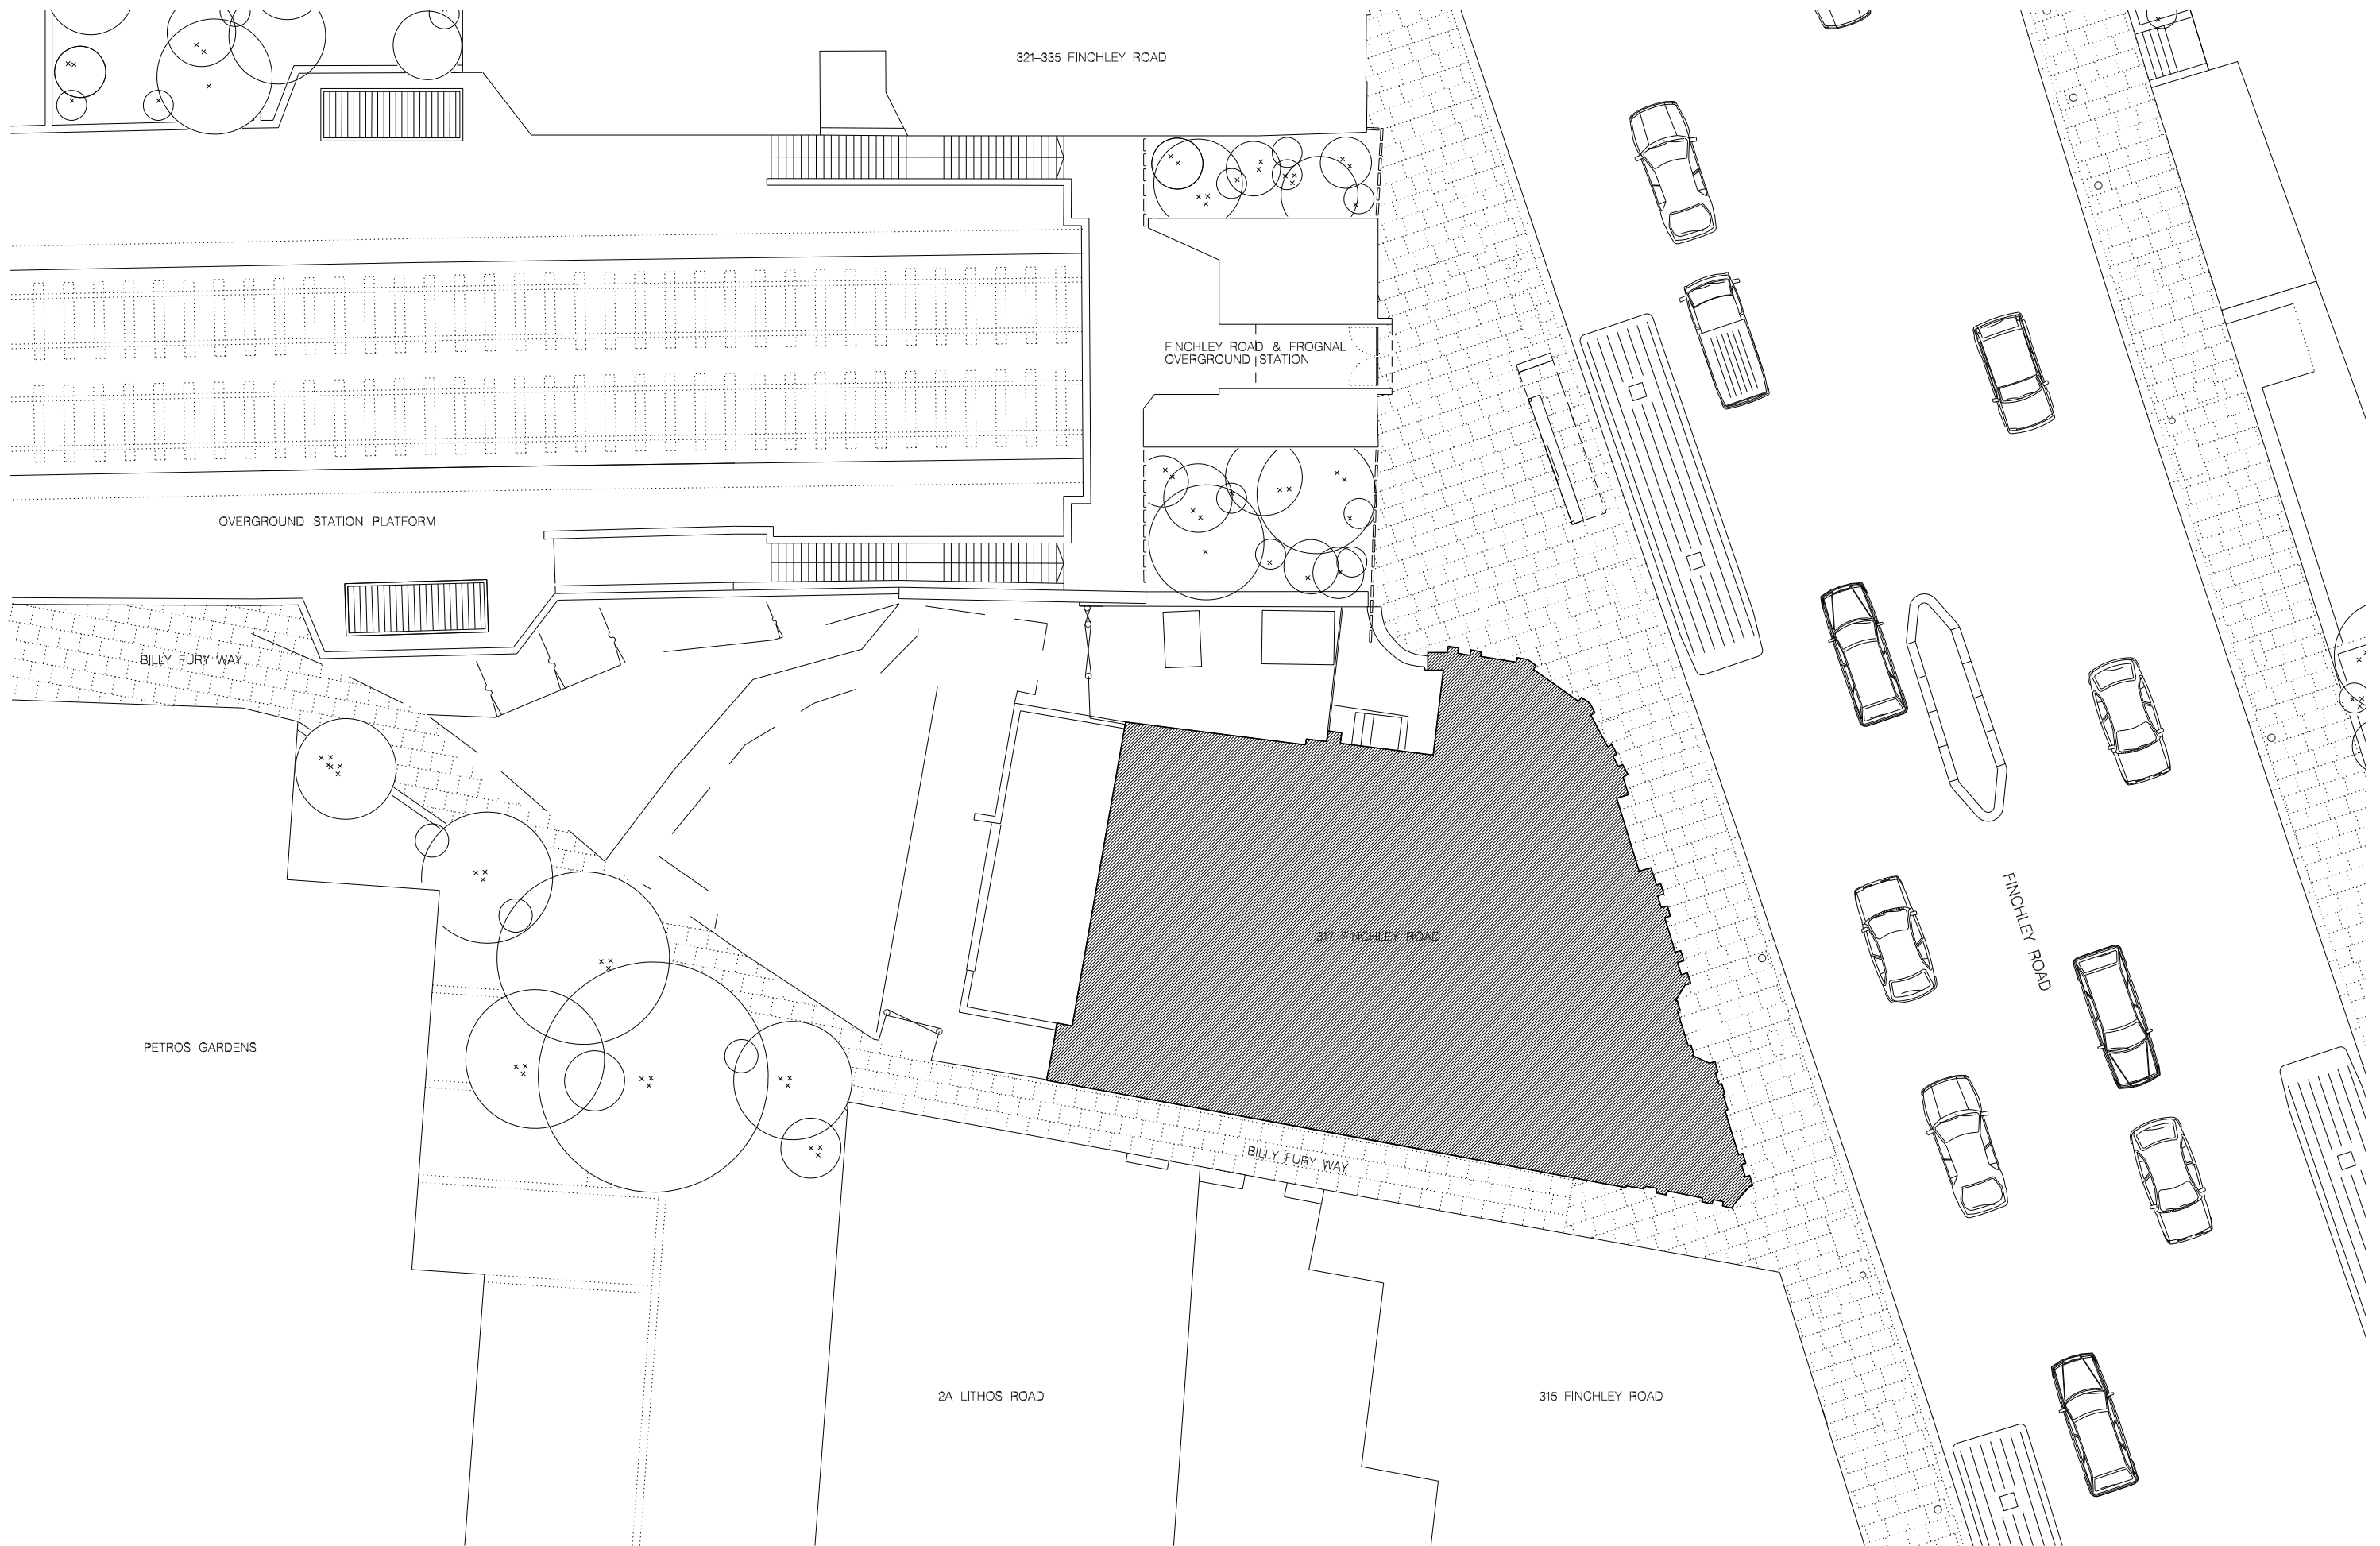 321–335 FINCHLEY ROAD
FINCHLEY ROAD & FROGNAL
OVERGROUND STATION
OVERGROUND STATION PLATFORM
BILLY FURY WAY
317 FINCHLEY ROAD
FINCHLEY ROAD
PETROS GARDENS
BILLY FURY WAY
2A LITHOS ROAD
315 FINCHLEY ROAD